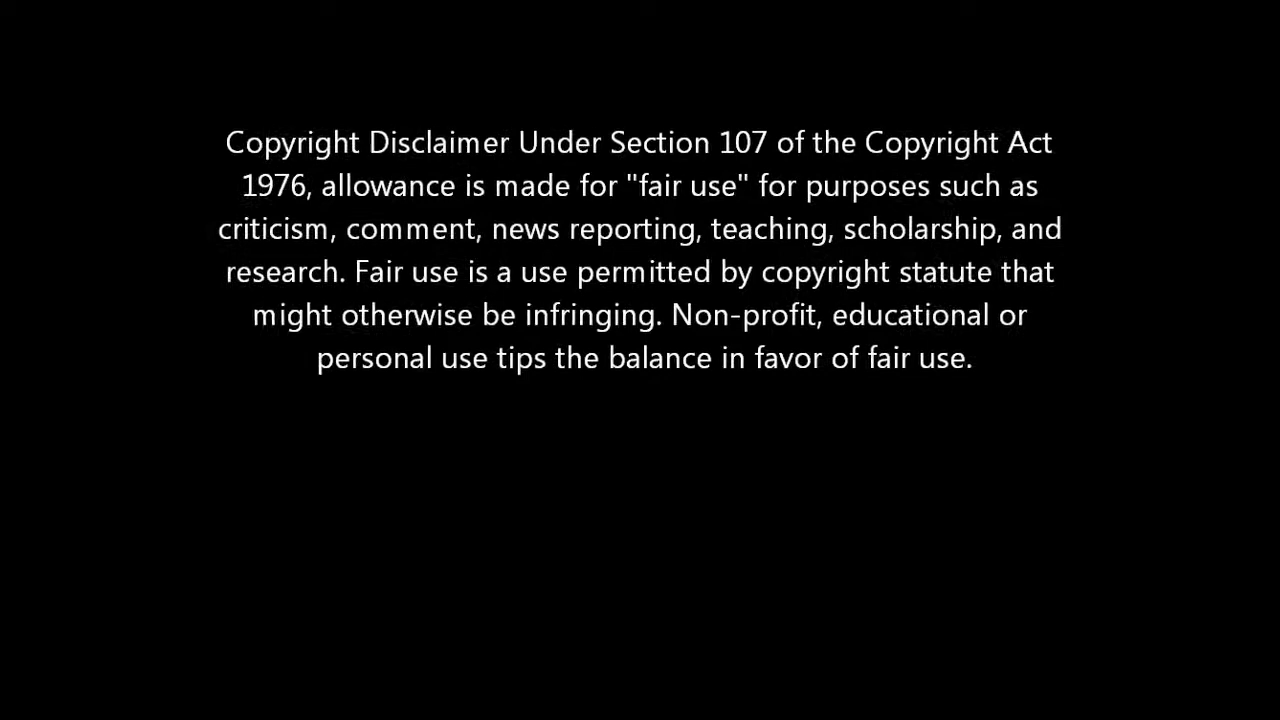 Copyright Disclaimer Under Section 107 of the Copyright Act
1976, allowance is made for "fair use" for purposes such as
criticism, comment, news reporting, teaching, scholarship, and
research. Fair use is a use permitted by copyright statute that
might otherwise be infringing. Non-profit, educational or
personal use tips the balance in favor of fair use.